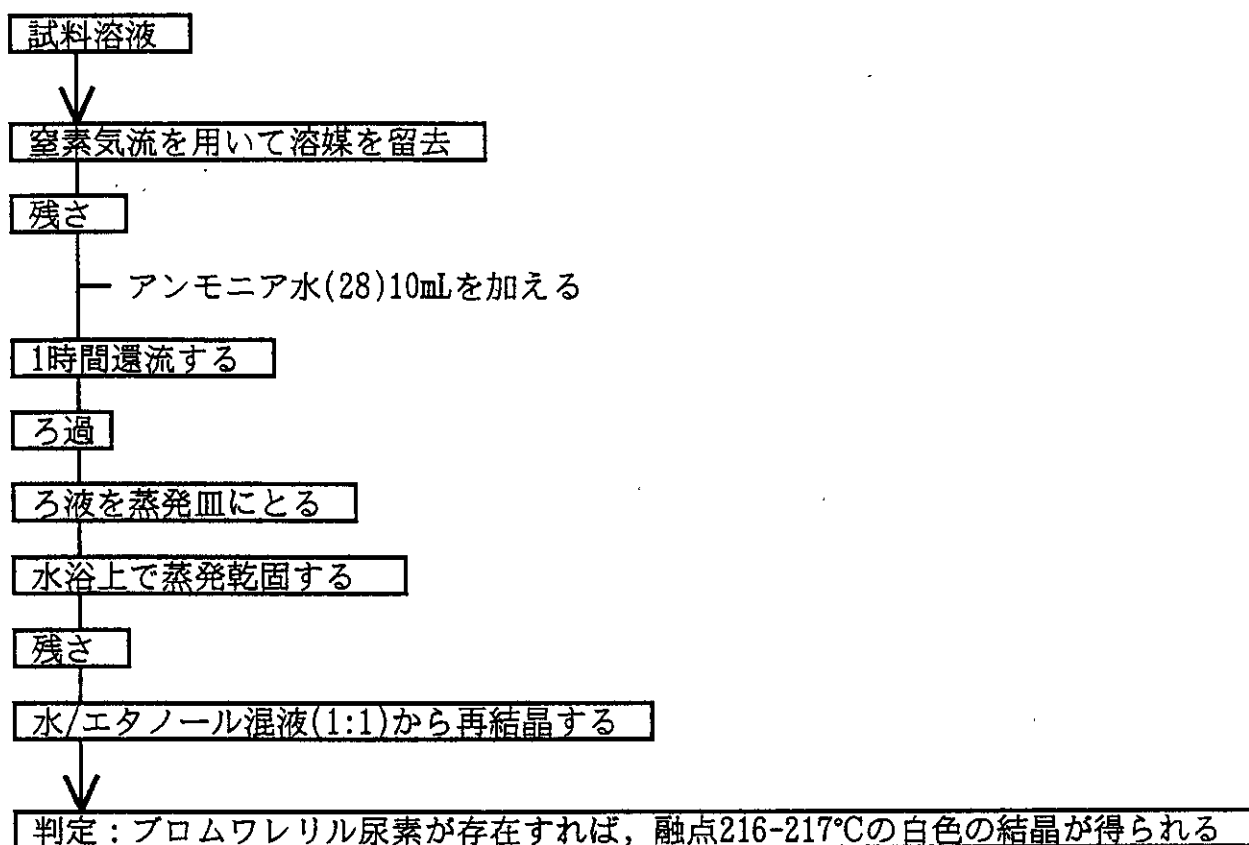 試料溶液
窒素気流を用いて溶媒を留去
残さ
アンモニア水(28)10mLを加える
1時間還流する
ろ過
ろ液を蒸発皿にとる
水浴上で蒸発乾固する
残さ
水/エタノール混液(1:1)から再結晶する
判定：ブロムワレリル尿素が存在すれば，融点216-217℃の白色の結晶が得られる